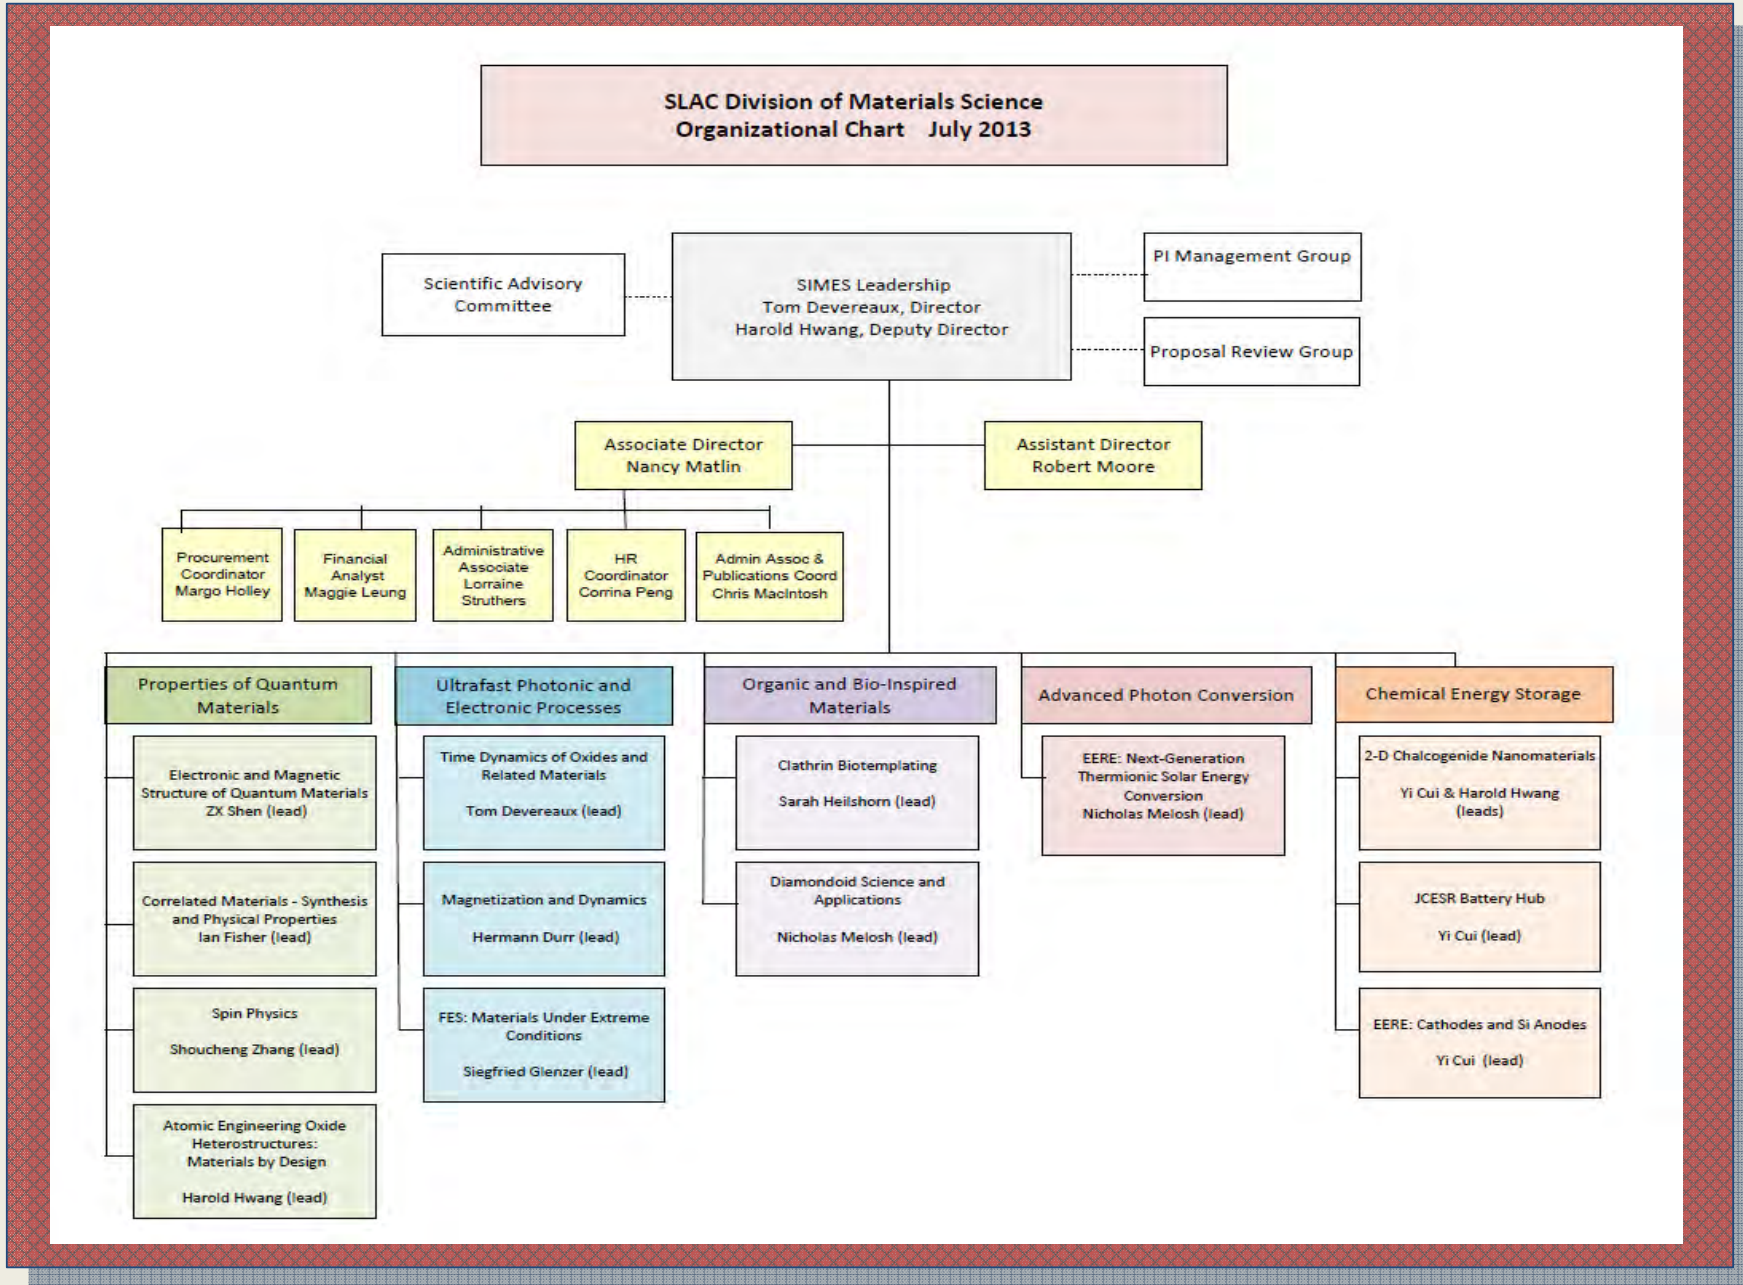 SLAC Division of Materials Science
Organizational Chart July 2013
Scientific Advisory
Committee
SIMES Leadership
Tom Devereaux, Director
Harold Hwang, Deputy Director
PI Management Group
Proposal Review Group
Associate Director
Nancy Matlin
Assistant Director
Robert Moore
Procurement
Coordinator
Margo Holley
Financial
Analyst
Maggie Leung
Administrative
Associate
Lorraine
Struthers
HR
Coordinator
Corrina Peng
Admin Assoc &
Publications Coord
Chris MacIntosh
Properties of Quantum
Materials
Electronic and Magnetic
Structure of Quantum Materials
ZX Shen (lead)
Correlated Materials - Synthesis
and Physical Properties
Ian Fisher (lead)
Spin Physics
Shoucheng Zhang (lead)
Atomic Engineering Oxide
Heterostructures:
Materials by Design
Harold Hwang (lead)
Ultrafast Photonic and
Electronic Processes
Time Dynamics of Oxides and
Related Materials
Tom Devereaux (lead)
Magnetization and Dynamics
Hermann Durr (lead)
FES: Materials Under Extreme
Conditions
Siegfried Glenzer (lead)
Organic and Bio-Inspired
Materials
Clathrin Biotemplating
Sarah Heilshorn (lead)
Diamondoid Science and
Applications
Nicholas Melosh (lead)
Advanced Photon Conversion
EERE: Next-Generation
Thermionic Solar Energy
Conversion
Nicholas Melosh (lead)
Chemical Energy Storage
2-D Chalcogenide Nanomaterials
Yi Cui & Harold Hwang
(leads)
JCESR Battery Hub
Yi Cui (lead)
EERE: Cathodes and Si Anodes
Yi Cui (lead)